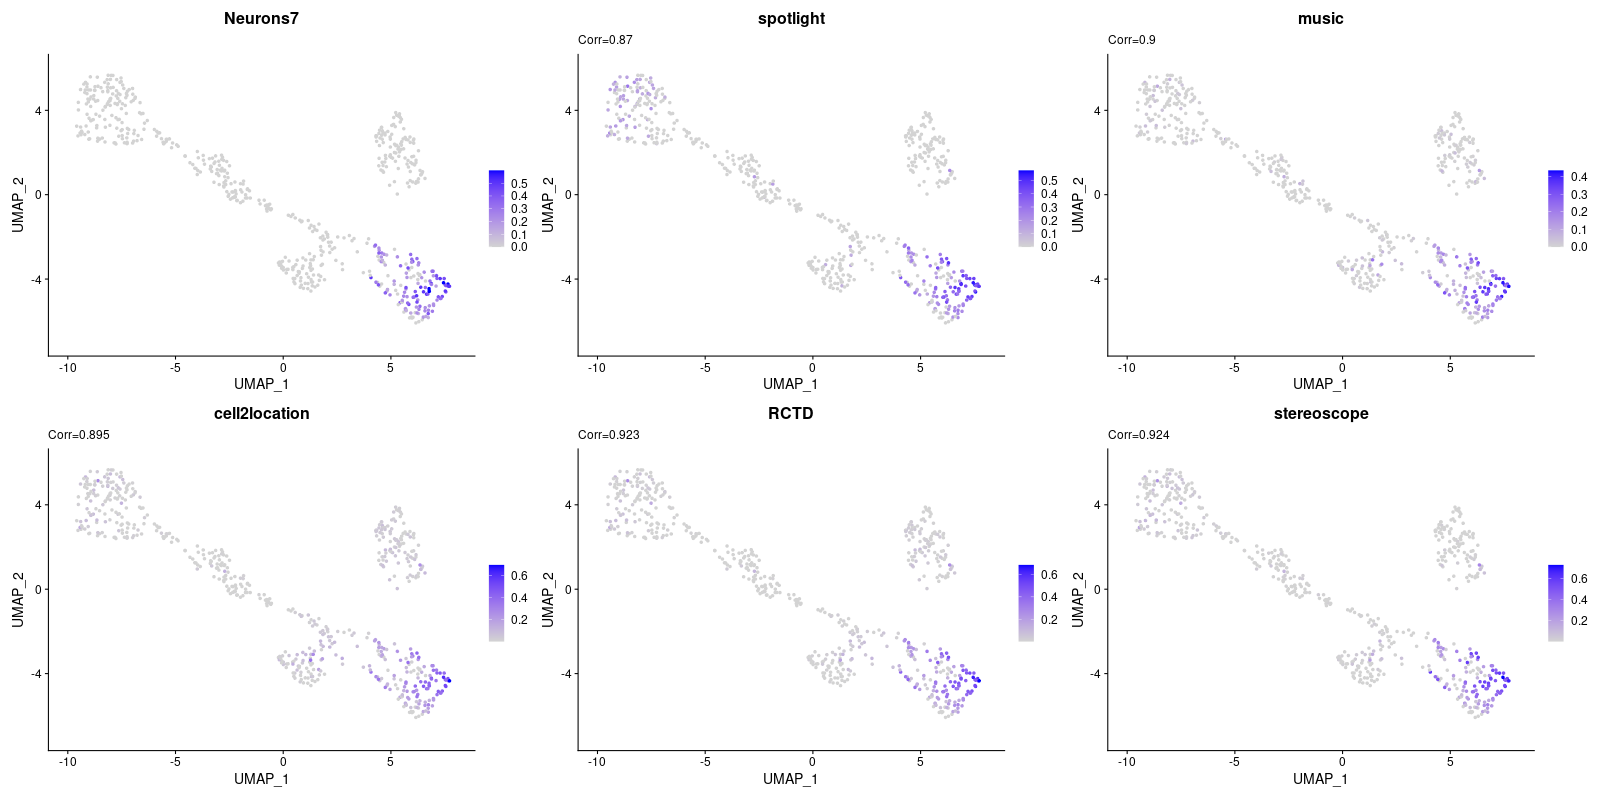 Neurons7
4
0
-4
UMAP_2
-10 -5 0 5
UMAP_1
0.5
0.4
0.3
0.2
0.1
0.0
spotlight
Corr=0.87
4
0
-4
UMAP_2
-10 -5 0 5
UMAP_1
0.5
0.4
0.3
0.2
0.1
0.0
music
Corr=0.9
4
0
-4
UMAP_2
-10 -5 0 5
UMAP_1
0.4
0.3
0.2
0.1
0.0
cell2location
Corr=0.895
4
0
-4
UMAP_2
-10 -5 0 5
UMAP_1
0.6
0.4
0.2
RCTD
Corr=0.923
4
0
-4
UMAP_2
-10 -5 0 5
UMAP_1
0.6
0.4
0.2
stereoscope
Corr=0.924
4
0
-4
UMAP_2
-10 -5 0 5
UMAP_1
0.6
0.4
0.2